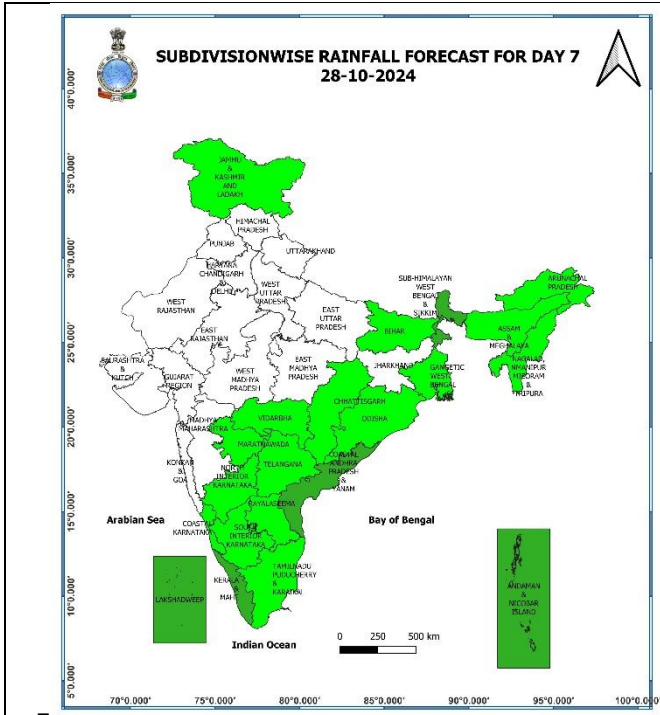 SUBDIVISIONWISE RAINFALL FORECAST FOR DAY 7
28-10-2024
40°0.000'
35°0.000'
30°0.000'
25°0.000'
20°0.000'
15°0.000'
10°0.000'
5°0.000'
JAMMU
&
KASHMIR
AND
LADAKH
HIMACHAL
PRADESH
PUNJAB
UTTARAKHAND
HARYANA
CHANDIGARH
&
DELHI
WEST
UTTAR
PRADESH
SUB-HIMALAYAN
WEST
BENGAL
&
SIKKIM
ARUNACHAL
PRADESH
WEST
RAJASTHAN
EAST
RAJASTHAN
EAST
UTTAR
PRADESH
BIHAR
ASSAM
&
MEGHALAYA
NAGALAND
MANIPUR
MIZORAM
&
TRIPURA
SAURASHTRA
&
KUTCH
GUJARAT
REGION
WEST
MADHYA
PRADESH
EAST
MADHYA
PRADESH
JHARKHAND
GANGETIC
WEST
BENGAL
CHHATTISGARH
ODISHA
VIDARBHA
MADHYA
MAHARASHTRA
MARATHWADA
TELANGANA
KONKAN
&
GOA
NORTH
INTERIOR
KARNATAKA
COASTAL
ANDHRA
PRADESH
&
YANAM
RAYALASEEMA
Arabian Sea
Bay of Bengal
COASTAL
KARNATAKA
SOUTH
INTERIOR
KARNATAKA
TAMILNADU
PUDUCHERRY
&
KARAIKAL
KERALA
&
MAHE
LAKSHADWEEP
ANDAMAN
&
NICOBAR
ISLAND
Indian Ocean
0 250 500 km
70°0.000' 75°0.000' 80°0.000' 85°0.000' 90°0.000' 95°0.000' 100°0.000'